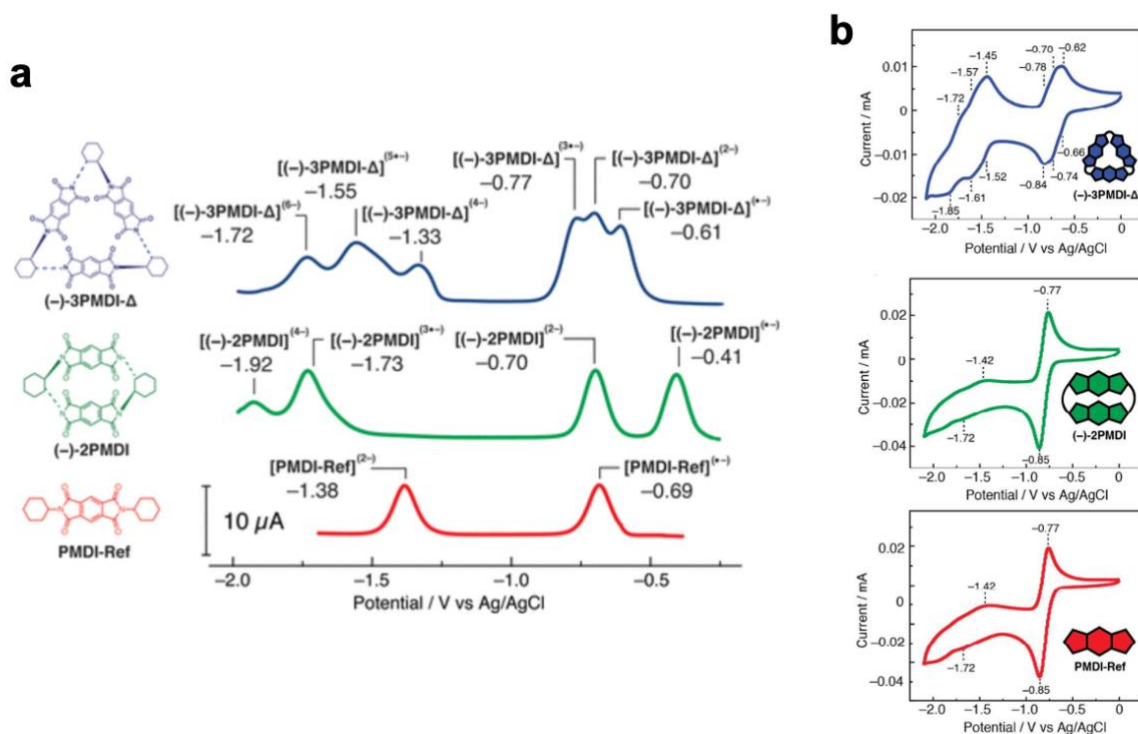 a
[(−)-3PMDI-Δ](5•−)
−1.55
[(−)-3PMDI-Δ](3•−)
−0.77
[(−)-3PMDI-Δ](2−)
−0.70
[(−)-3PMDI-Δ](6−)
−1.72
[(−)-3PMDI-Δ](4−)
−1.33
[(−)-3PMDI-Δ](•−)
−0.61
(−)-3PMDI-Δ
[(−)-2PMDI](4−)
−1.92
[(−)-2PMDI](3•−)
−1.73
[(−)-2PMDI](2−)
−0.70
[(−)-2PMDI](•−)
−0.41
(−)-2PMDI
[PMDI-Ref](2−)
−1.38
[PMDI-Ref](•−)
−0.69
10 µA
PMDI-Ref
−2.0 −1.5 −1.0 −0.5
Potential / V vs Ag/AgCl
b
Current / mA
0.01
0
−0.01
−0.02
−1.72
−1.57
−1.45
−0.78
−0.70
−0.62
−1.85
−1.61
−1.52
−0.84
−0.74
−0.66
(−)-3PMDI-Δ
−2.0 −1.5 −1.0 −0.5 0
Potential / V vs Ag/AgCl
Current / mA
0.02
0
−0.02
−0.04
−1.42
−0.77
−1.72
−0.85
(−)-2PMDI
−2.0 −1.5 −1.0 −0.5 0
Potential / V vs Ag/AgCl
Current / mA
0.02
0
−0.02
−0.04
−1.42
−0.77
−1.72
−0.85
PMDI-Ref
−2.0 −1.5 −1.0 −0.5 0
Potential / V vs Ag/AgCl